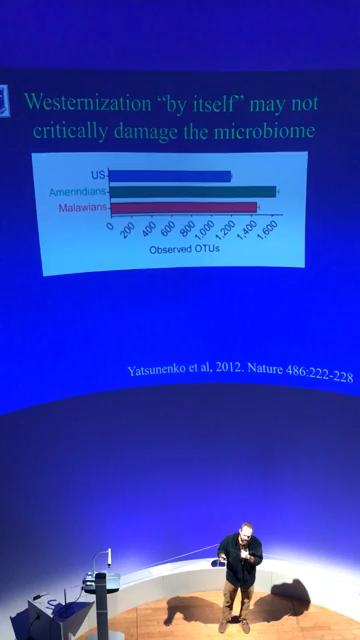 Westernization “by itself” may not
critically damage the microbiome
US
Amerindians
Malawians
0 200 400 600 800 1,000 1,200 1,400 1,600
Observed OTUs
Yatsunenko et al, 2012. Nature 486:222-228